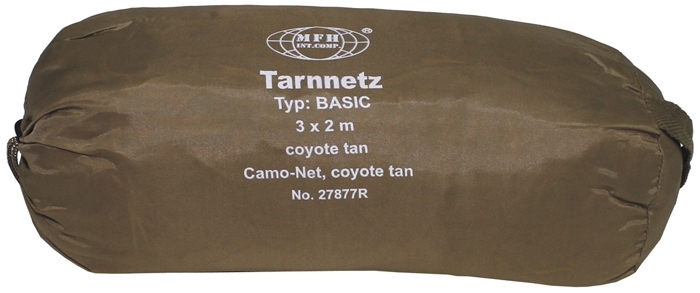 MFH
INT.COMP.
Tarnnetz
Typ: BASIC
3 x 2 m
coyote tan
Camo-Net, coyote tan
No. 27877R